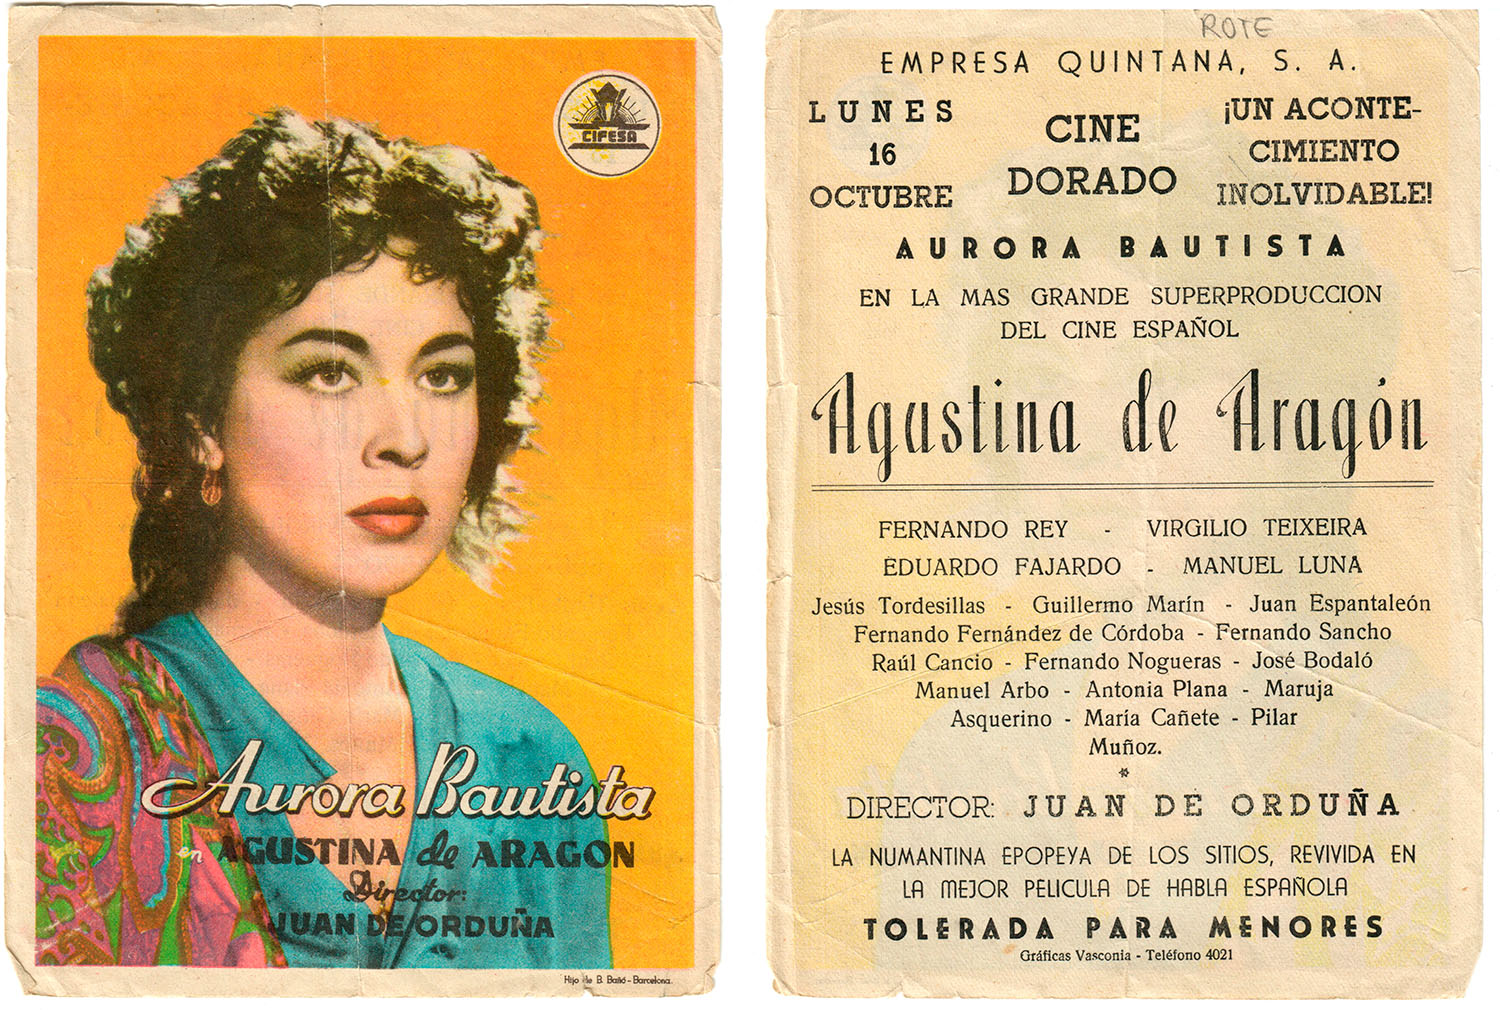 CIFESA
Aurora Bautista
en AGUSTINA de ARAGON
Director:
JUAN DE ORDUÑA
Hijo de B. Bañó - Barcelona.
ROTE
EMPRESA QUINTANA, S. A.
LUNES
16
OCTUBRE
CINE
DORADO
¡UN ACONTE-
CIMIENTO
INOLVIDABLE!
AURORA BAUTISTA
EN LA MAS GRANDE SUPERPRODUCCION
DEL CINE ESPAÑOL
Agustina de Aragón
FERNANDO REY - VIRGILIO TEIXEIRA
EDUARDO FAJARDO - MANUEL LUNA
Jesús Tordesillas - Guillermo Marín - Juan Espantaleón
Fernando Fernández de Córdoba - Fernando Sancho
Raúl Cancio - Fernando Nogueras - José Bodaló
Manuel Arbo - Antonia Plana - Maruja
Asquerino - María Cañete - Pilar
Muñoz.
*
DIRECTOR: JUAN DE ORDUÑA
LA NUMANTINA EPOPEYA DE LOS SITIOS, REVIVIDA EN
LA MEJOR PELICULA DE HABLA ESPAÑOLA
TOLERADA PARA MENORES
Gráficas Vasconia - Teléfono 4021